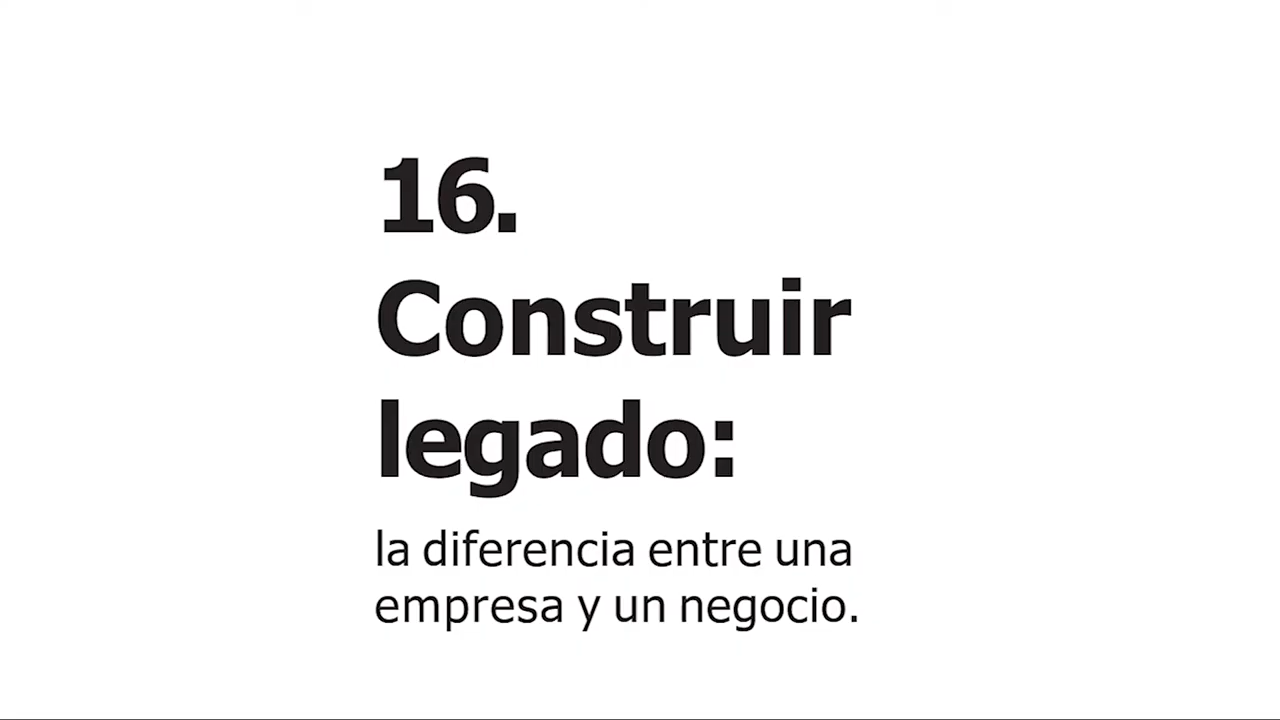 16.
Construir
legado:
la diferencia entre una
empresa y un negocio.